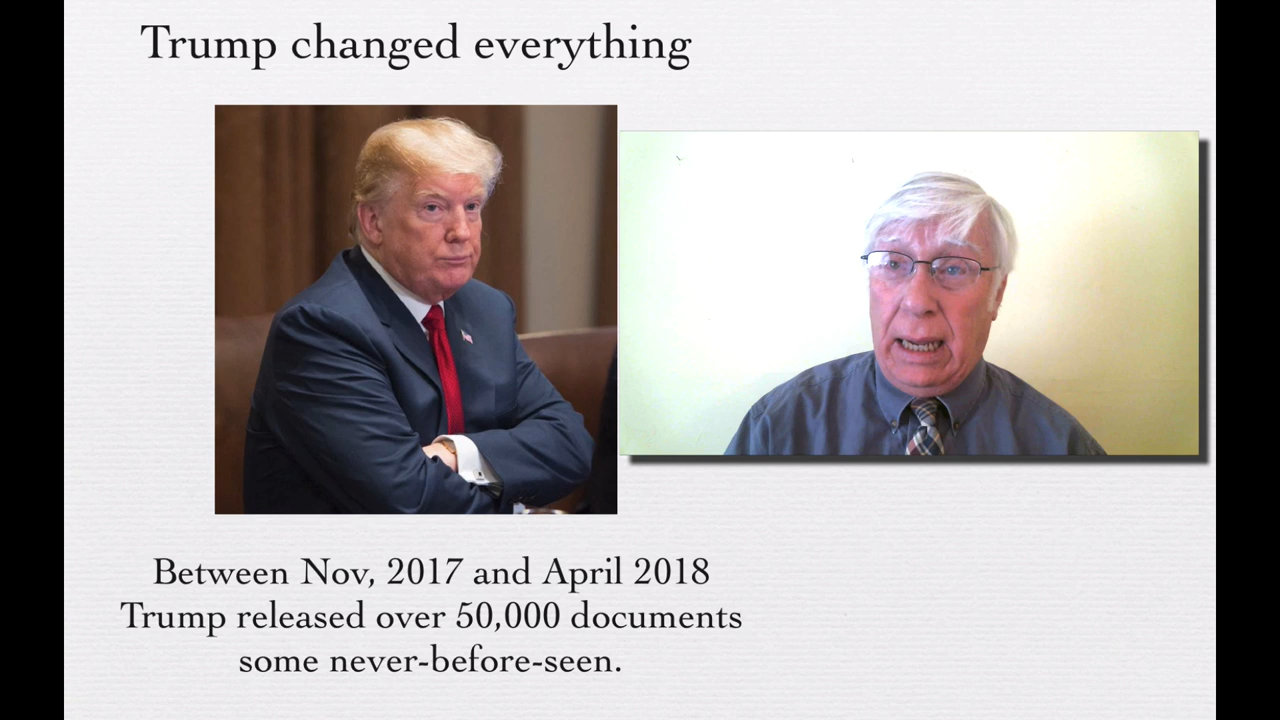 Trump changed everything
Between Nov, 2017 and April 2018
Trump released over 50,000 documents
some never-before-seen.